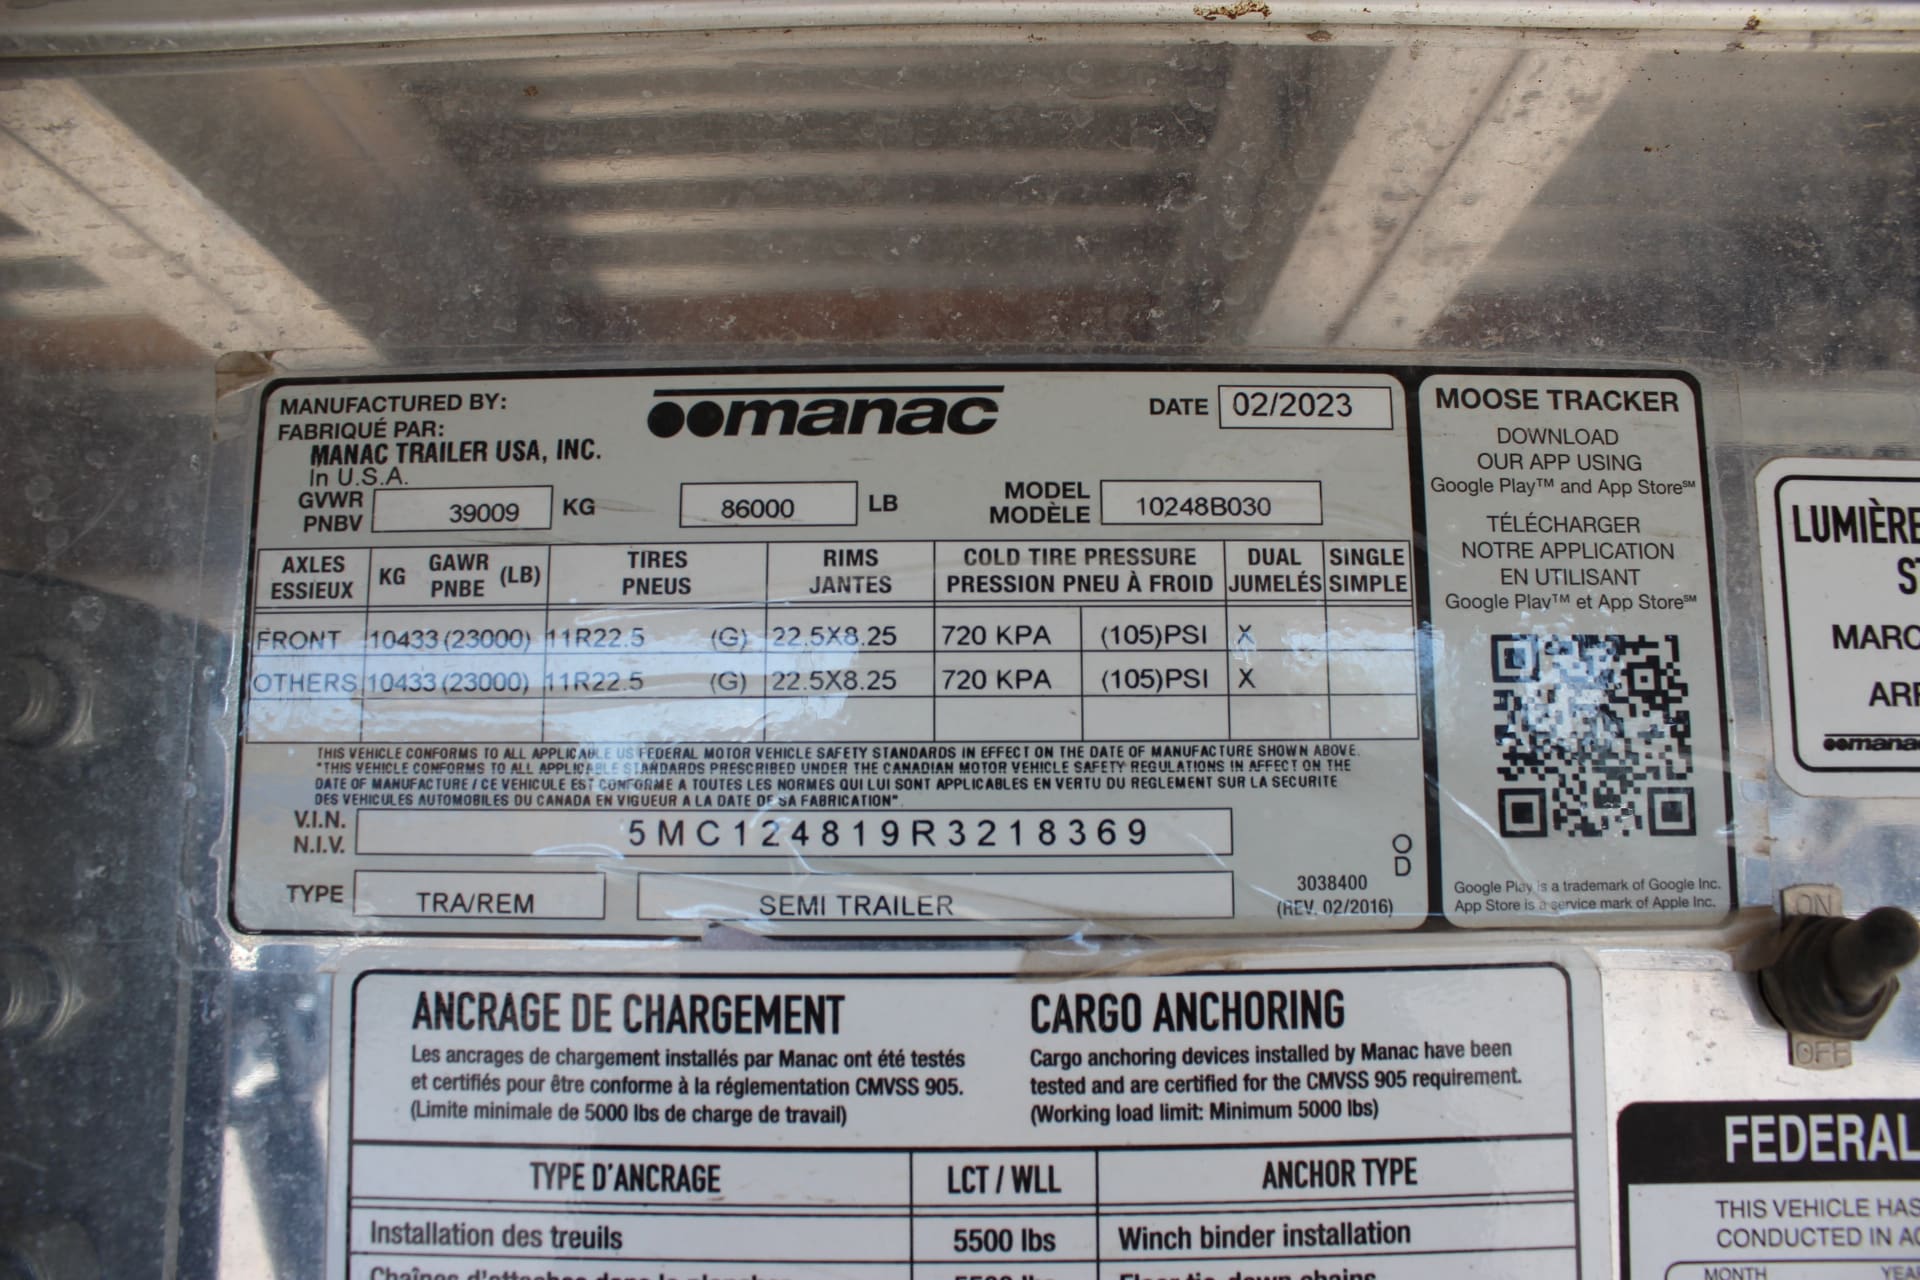 MANUFACTURED BY:
FABRIQUÉ PAR:
MANAC TRAILER USA, INC.
In U.S.A.
manac
DATE 02/2023
GVWR
PNBV
39009 KG 86000 LB
MODEL
MODÈLE
10248B030
AXLES
ESSIEUX
KG GAWR
PNBE (LB)
TIRES
PNEUS
RIMS
JANTES
COLD TIRE PRESSURE
PRESSION PNEU À FROID
DUAL
JUMELÉS
SINGLE
SIMPLE
FRONT 10433 (23000) 11R22.5 (G) 22.5X8.25 720 KPA (105)PSI X
OTHERS 10433 (23000) 11R22.5 (G) 22.5X8.25 720 KPA (105)PSI X
THIS VEHICLE CONFORMS TO ALL APPLICABLE US FEDERAL MOTOR VEHICLE SAFETY STANDARDS IN EFFECT ON THE DATE OF MANUFACTURE SHOWN ABOVE.
"THIS VEHICLE CONFORMS TO ALL APPLICABLE STANDARDS PRESCRIBED UNDER THE CANADIAN MOTOR VEHICLE SAFETY REGULATIONS IN AFFECT ON THE
DATE OF MANUFACTURE / CE VEHICULE EST CONFORME A TOUTES LES NORMES QUI LUI SONT APPLICABLES EN VERTU DU REGLEMENT SUR LA SECURITE
DES VEHICULES AUTOMOBILES DU CANADA EN VIGUEUR A LA DATE DE SA FABRICATION"
V.I.N.
N.I.V.
5MC124819R3218369
TYPE TRA/REM SEMI TRAILER
3038400
(REV. 02/2016)
O
D
MOOSE TRACKER
DOWNLOAD
OUR APP USING
Google Play™ and App Store℠
TÉLÉCHARGER
NOTRE APPLICATION
EN UTILISANT
Google Play™ et App Store℠
Google Play is a trademark of Google Inc.
App Store is a service mark of Apple Inc.
LUMIÈRE
MARC
manac
ON
OFF
ANCRAGE DE CHARGEMENT
Les ancrages de chargement installés par Manac ont été testés
et certifiés pour être conforme à la réglementation CMVSS 905.
(Limite minimale de 5000 lbs de charge de travail)
CARGO ANCHORING
Cargo anchoring devices installed by Manac have been
tested and are certified for the CMVSS 905 requirement.
(Working load limit: Minimum 5000 lbs)
TYPE D'ANCRAGE LCT / WLL ANCHOR TYPE
Installation des treuils 5500 lbs Winch binder installation
FEDERAL
THIS VEHICLE HAS
CONDUCTED IN AC
MONTH